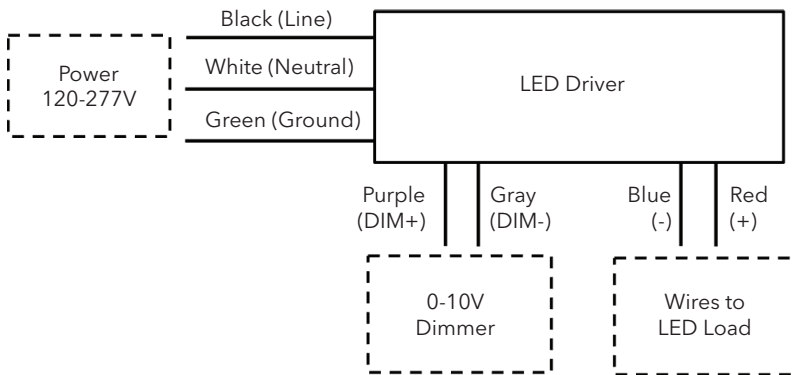 Black (Line)
Power
120-277V
White (Neutral)
LED Driver
Green (Ground)
Purple
(DIM+)
Gray
(DIM-)
Blue
(-)
Red
(+)
0-10V
Dimmer
Wires to
LED Load